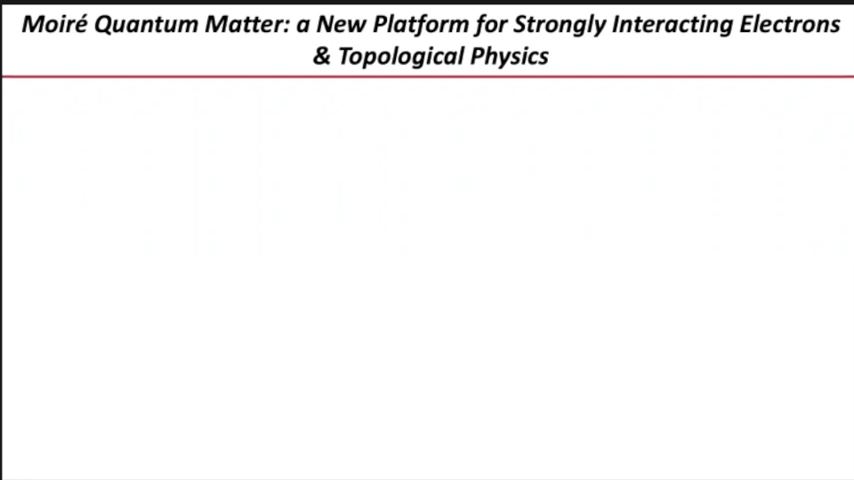 Moiré Quantum Matter: a New Platform for Strongly Interacting Electrons
& Topological Physics